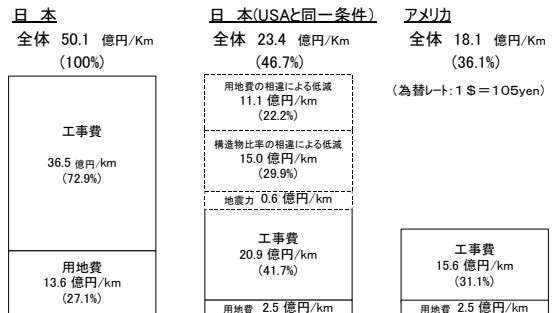 日 本
全体 50.1 億円/Km
(100%)
工事費
36.5 億円/km
(72.9%)
用地費
13.6 億円/km
(27.1%)
日 本(USAと同一条件)
全体 23.4 億円/Km
(46.7%)
用地費の相違による低減
11.1 億円/km
(22.2%)
構造物比率の相違による低減
15.0 億円/km
(29.9%)
地震力 0.6 億円/km
工事費
20.9 億円/km
(41.7%)
用地費 2.5 億円/km
アメリカ
全体 18.1 億円/Km
(36.1%)
(為替レート:1$=105yen)
工事費
15.6 億円/km
(31.1%)
用地費 2.5 億円/km